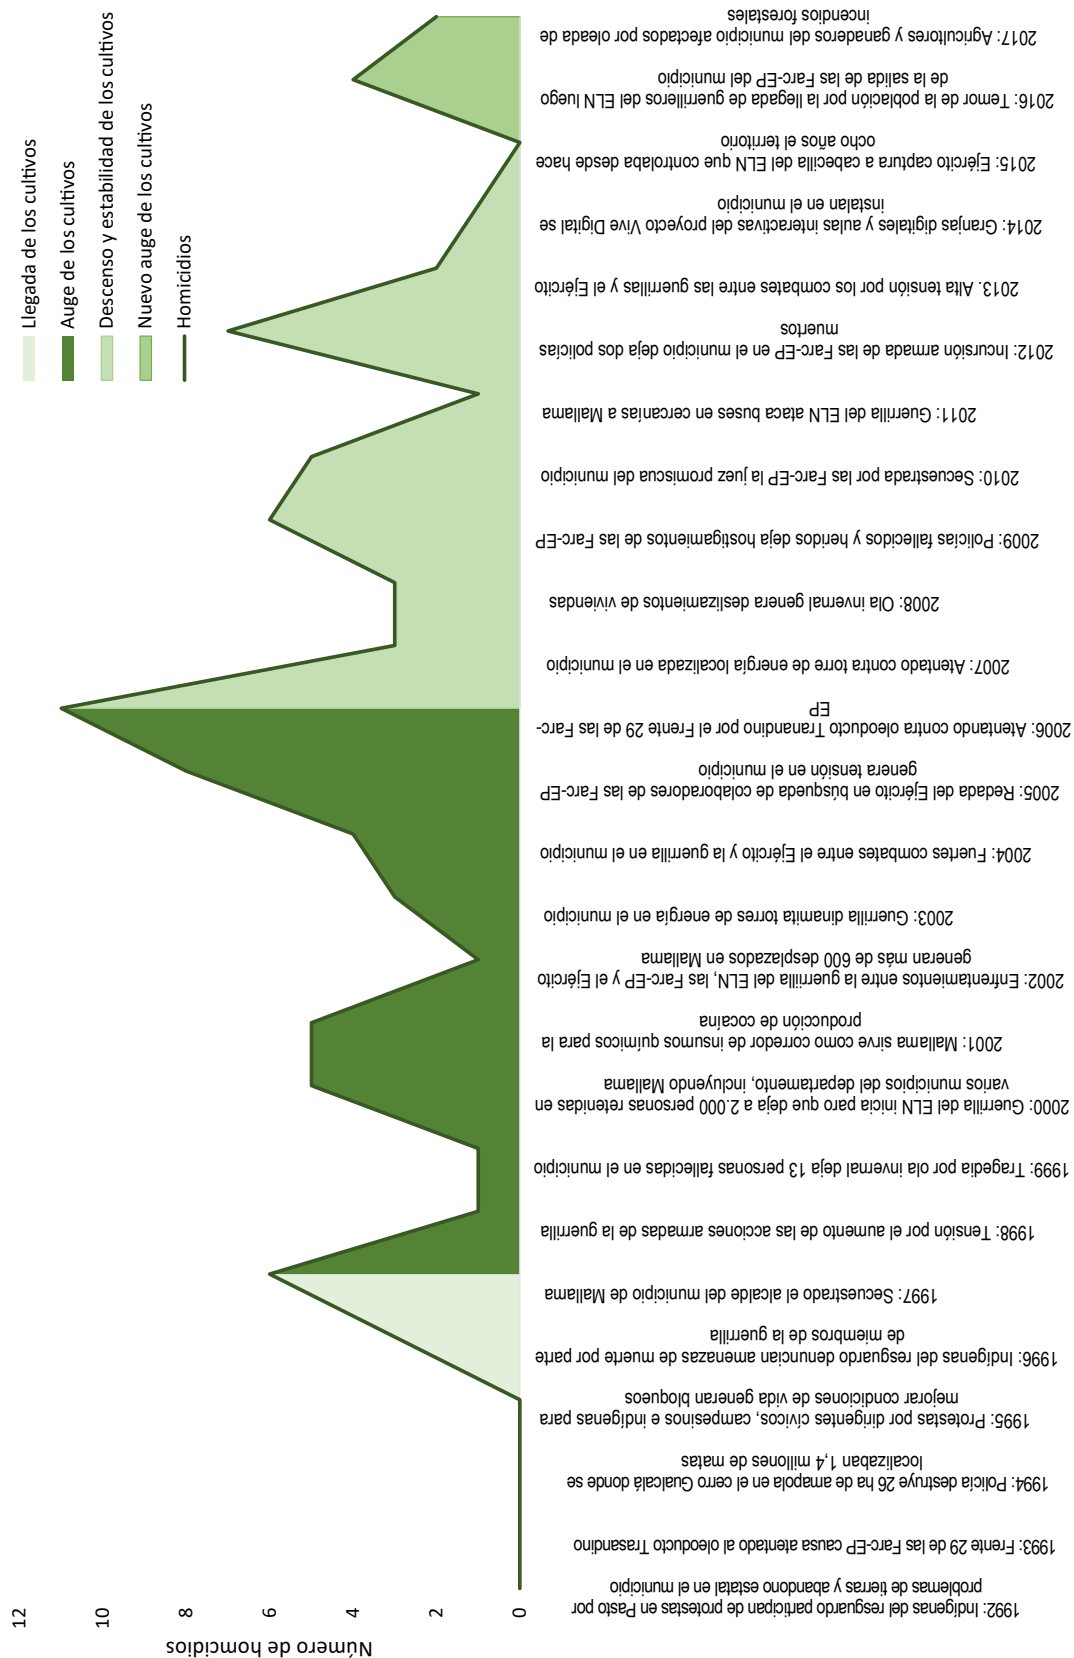 Llegada de los cultivos
Auge de los cultivos
Descenso y estabilidad de los cultivos
Nuevo auge de los cultivos
Homicidios
Número de homcidios
12
10
8
6
4
2
0
1992: Indígenas del resguardo participan de protestas en Pasto por
problemas de tierras y abandono estatal en el municipio
1993: Frente 29 de las Farc-EP causa atentado al oleoducto Trasandino
1994: Policía destruye 26 ha de amapola en el cerro Gualcalá donde se
localizaban 1,4 millones de matas
1995: Protestas por dirigentes cívicos, campesinos e indígenas para
mejorar condiciones de vida generan bloqueos
1996: Indígenas del resguardo denuncian amenazas de muerte por parte
de miembros de la guerrilla
1997: Secuestrado el alcalde del municipio de Mallama
1998: Tensión por el aumento de las acciones armadas de la guerrilla
1999: Tragedia por ola invernal deja 13 personas fallecidas en el municipio
2000: Guerrilla del ELN inicia paro que deja a 2.000 personas retenidas en
varios municipios del departamento, incluyendo Mallama
2001: Mallama sirve como corredor de insumos químicos para la
producción de cocaína
2002: Enfrentamientos entre la guerrilla del ELN, las Farc-EP y el Ejército
generan más de 600 desplazados en Mallama
2003: Guerrilla dinamita torres de energía en el municipio
2004: Fuertes combates entre el Ejército y la guerrilla en el municipio
2005: Redada del Ejército en búsqueda de colaboradores de las Farc-EP
genera tensión en el municipio
2006: Atentando contra oleoducto Trananadino por el Frente 29 de las Farc-
EP
2007: Atentado contra torre de energía localizada en el municipio
2008: Ola invernal genera deslizamientos de viviendas
2009: Policías fallecidos y heridos deja hostigamientos de las Farc-EP
2010: Secuestrada por las Farc-EP la juez promiscua del municipio
2011: Guerrilla del ELN ataca buses en cercanías a Mallama
2012: Incursión armada de las Farc-EP en el municipio deja dos policías
muertos
2013. Alta tensión por los combates entre las guerrillas y el Ejército
2014: Granjas digitales y aulas interactivas del proyecto Vive Digital se
instalan en el municipio
2015: Ejército captura a cabecilla del ELN que controlaba desde hace
ocho años el territorio
2016: Temor de la población por la llegada de guerrilleros del ELN luego
de la salida de las Farc-EP del municipio
2017: Agricultores y ganaderos del municipio afectados por oleada de
incendios forestales